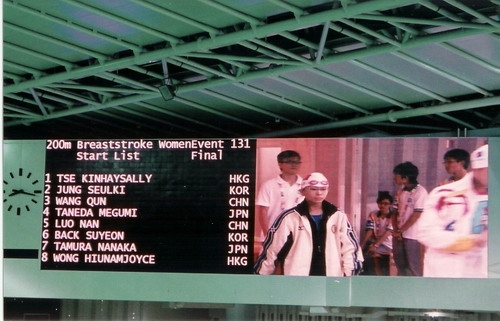 200m Breaststroke WomenEvent 131
Start List Final
1 TSE KINHAYSALLY HKG
2 JUNG SEULKI KOR
3 WANG QUN CHN
4 TANEDA MEGUMI JPN
5 LUO NAN CHN
6 BACK SUYEON KOR
7 TAMURA NANAKA JPN
8 WONG HIUNAMJOYCE HKG